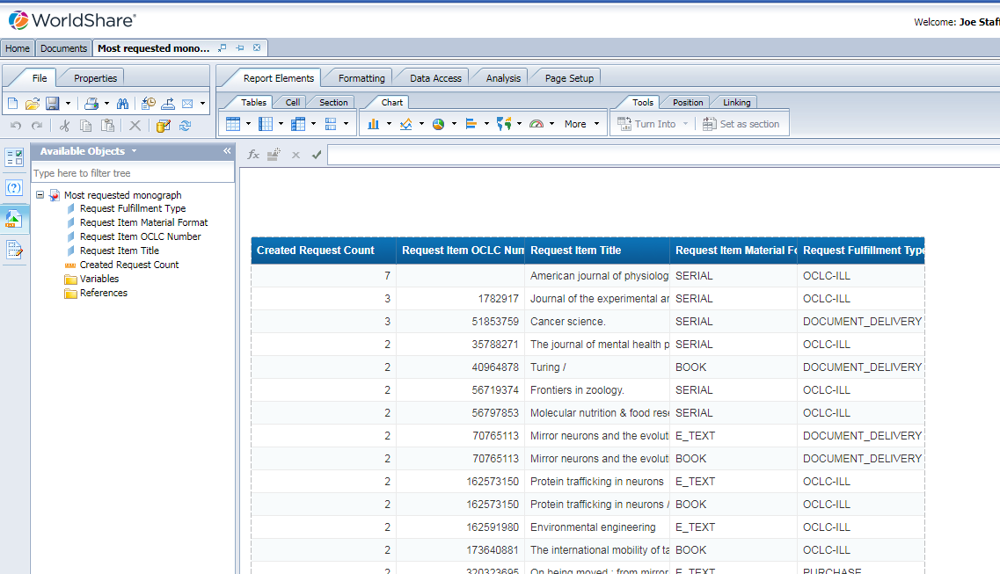 WorldShare®
Welcome: Joe Staff
Home Documents Most requested mono...
File Properties
Report Elements Formatting Data Access Analysis Page Setup
Tables Cell Section Chart Tools Position Linking
More Turn Into Set as section
Available Objects
Type here to filter tree
Most requested monograph
Request Fulfillment Type
Request Item Material Format
Request Item OCLC Number
Request Item Title
Created Request Count
Variables
References
Created Request Count Request Item OCLC Num Request Item Title Request Item Material Fo Request Fulfillment Type
7 American journal of physiolog SERIAL OCLC-ILL
3 1782917 Journal of the experimental an SERIAL OCLC-ILL
3 51853759 Cancer science. SERIAL DOCUMENT_DELIVERY
2 35788271 The journal of mental health p SERIAL OCLC-ILL
2 40964878 Turing / BOOK DOCUMENT_DELIVERY
2 56719374 Frontiers in zoology. SERIAL OCLC-ILL
2 56797853 Molecular nutrition & food rese SERIAL OCLC-ILL
2 70765113 Mirror neurons and the evoluti E_TEXT DOCUMENT_DELIVERY
2 70765113 Mirror neurons and the evoluti BOOK DOCUMENT_DELIVERY
2 162573150 Protein trafficking in neurons E_TEXT OCLC-ILL
2 162573150 Protein trafficking in neurons / BOOK OCLC-ILL
2 162591980 Environmental engineering E_TEXT OCLC-ILL
2 173640881 The international mobility of ta BOOK OCLC-ILL
2 320323695 On being moved : from mirror E_TEXT PURCHASE